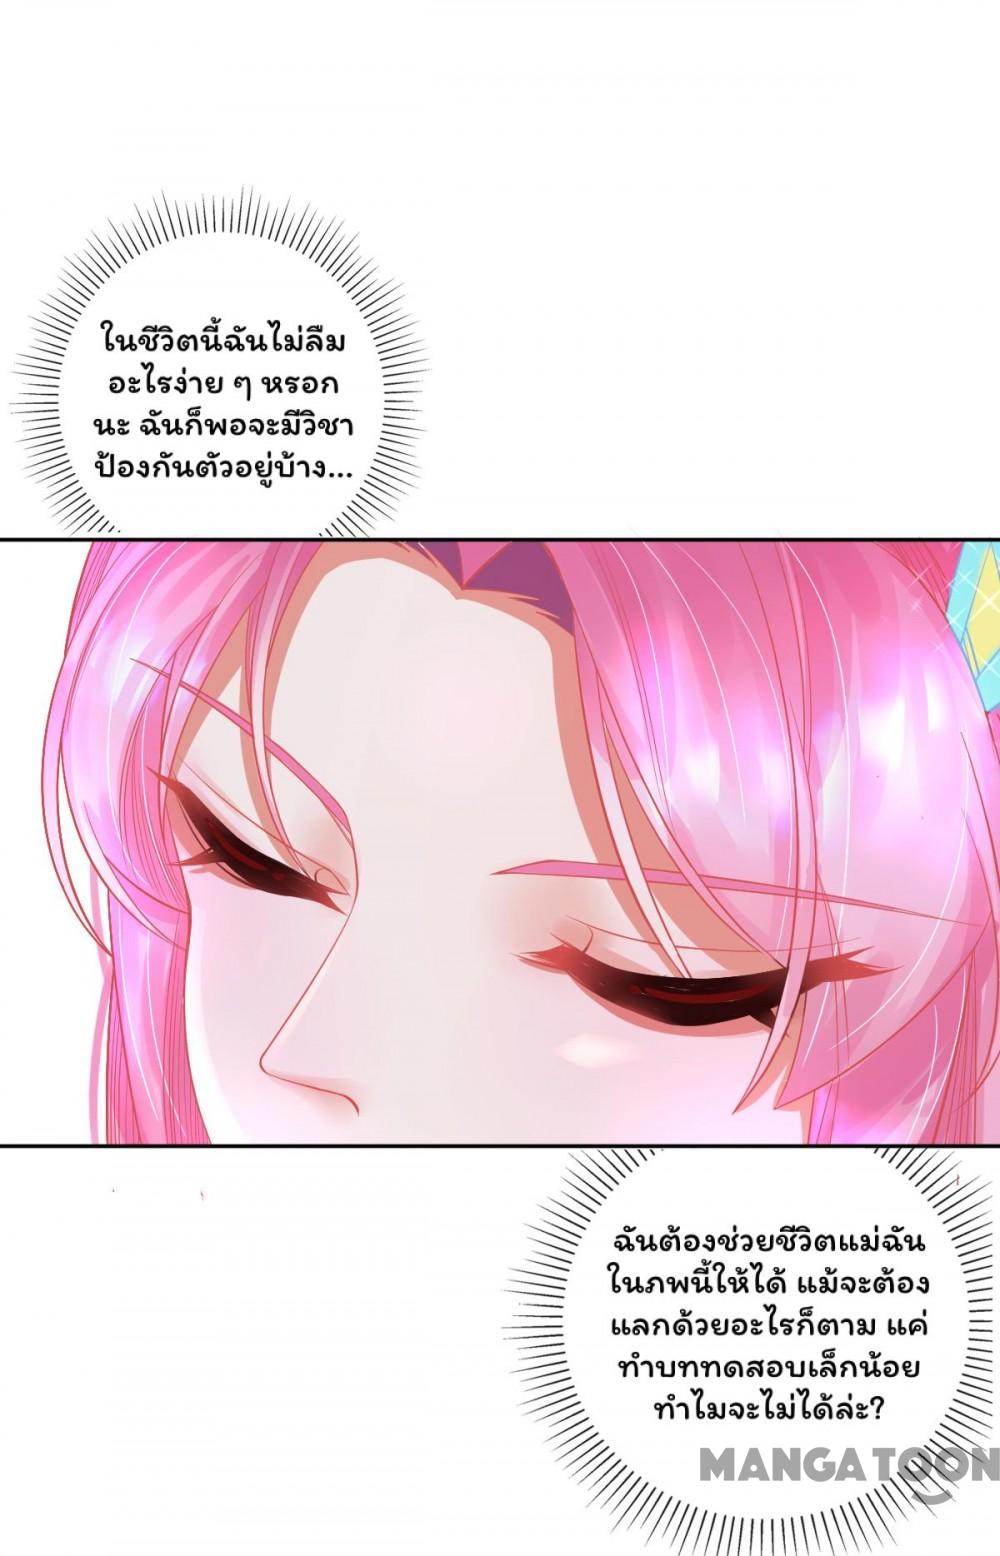 ในชีวิตนี้ฉันไม่ลืม
อะไรง่าย ๆ หรอก
นะ ฉันก็พอจะมีวิชา
ป้องกันตัวอยู่บ้าง...
ฉันต้องช่วยชีวิตแม่ฉัน
ในภพนี้ให้ได้ แม้จะต้อง
แลกด้วยอะไรก็ตาม แค่
ทำบททดสอบเล็กน้อย
ทำไมจะไม่ได้ล่ะ?
MANGA TOON